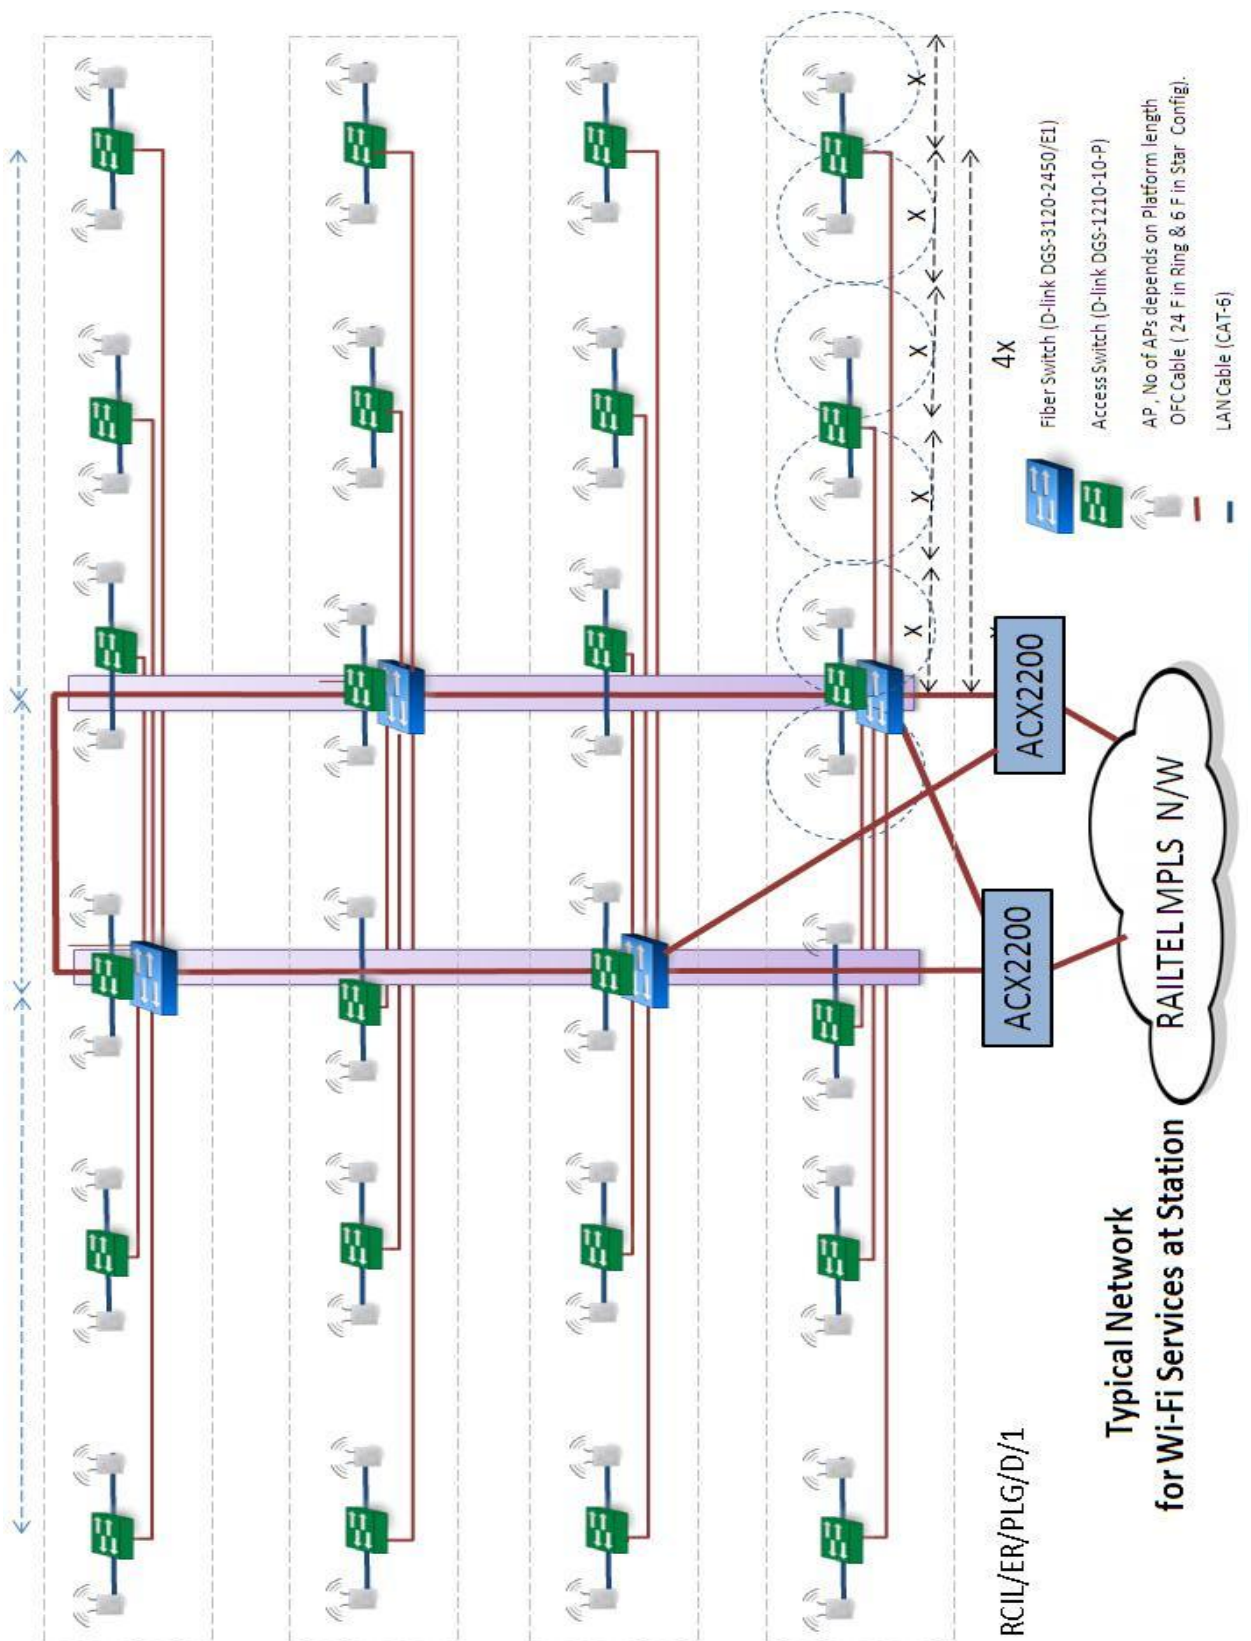 X
X
X
X
X
4x
ACX2200
ACX2200
RAILTEL MPLS N/W
Fiber Switch (D-link DGS-3120-2450/E1)
Access Switch (D-link DGS-1210-10-P)
AP , No of APs depends on Platform length
OFC Cable ( 24 F in Ring & 6 F in Star Config).
LAN Cable (CAT-6)
RCIL/ER/PLG/D/1
Typical Network
for Wi-Fi Services at Station